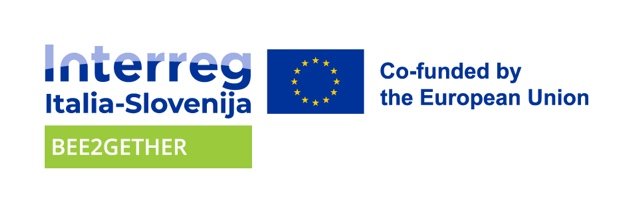 Interreg
Italia-Slovenija
BEE2GETHER
Co-funded by
the European Union